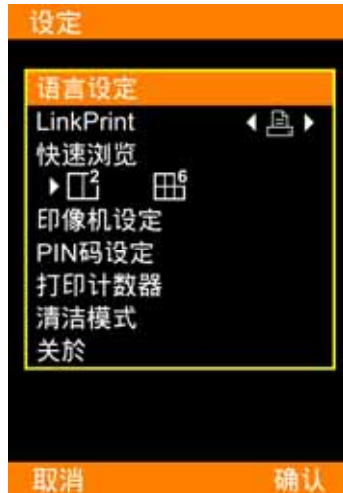 设定
语言设定
LinkPrint
快速浏览
2 6
印像机设定
PIN码设定
打印计数器
清洁模式
关於
取消 确认